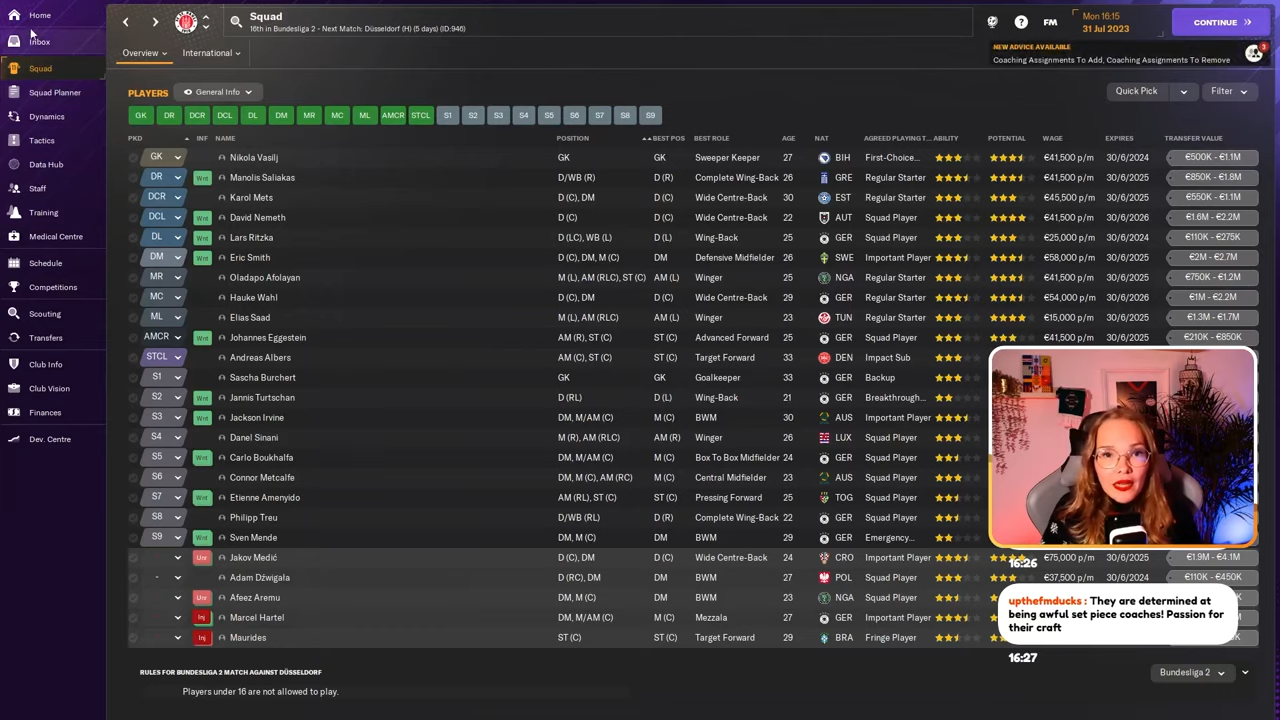 Home
Inbox
Squad
Squad Planner
Dynamics
Tactics
Data Hub
Staff
Training
Medical Centre
Schedule
Competitions
Scouting
Transfers
Club Info
Club Vision
Finances
Dev. Centre
Squad
16th in Bundesliga 2 - Next Match: Düsseldorf (H) (5 days) (ID:946)
FM
Mon 16:15
31 Jul 2023
CONTINUE
Overview
International
NEW ADVICE AVAILABLE
Coaching Assignments To Add, Coaching Assignments To Remove
3
PLAYERS
General Info
Quick Pick
Filter
GK DR DCR DCL DL DM MR MC ML AMCR STCL S1 S2 S3 S4 S5 S6 S7 S8 S9
PKD INF NAME POSITION BEST POS BEST ROLE AGE NAT AGREED PLAYING T... ABILITY POTENTIAL WAGE EXPIRES TRANSFER VALUE
GK Nikola Vasilj GK GK Sweeper Keeper 27 BIH First-Choice... €41,500 p/m 30/6/2024 €500K - €1.1M
DR Wnt Manolis Saliakas D/WB (R) D (R) Complete Wing-Back 26 GRE Regular Starter €41,500 p/m 30/6/2025 €850K - €1.8M
DCR Karol Mets D (C), DM D (C) Wide Centre-Back 30 EST Regular Starter €45,500 p/m 30/6/2025 €550K - €1.1M
DCL Wnt David Nemeth D (C) D (C) Wide Centre-Back 22 AUT Squad Player €41,500 p/m 30/6/2026 €1.6M - €2.2M
DL Wnt Lars Ritzka D (LC), WB (L) D (L) Wing-Back 25 GER Squad Player €25,000 p/m 30/6/2024 €110K - €275K
DM Wnt Eric Smith D (C), DM, M (C) DM Defensive Midfielder 26 SWE Important Player €58,000 p/m 30/6/2025 €2M - €2.7M
MR Oladapo Afolayan M (L), AM (RLC), ST (C) AM (L) Winger 25 NGA Regular Starter €41,500 p/m 30/6/2025 €750K - €1.2M
MC Hauke Wahl D (C), DM D (C) Wide Centre-Back 29 GER Regular Starter €54,000 p/m 30/6/2026 €1M - €2.2M
ML Elias Saad M (L), AM (RLC) AM (L) Winger 23 TUN Regular Starter €15,000 p/m 30/6/2025 €1.3M - €1.7M
AMCR Wnt Johannes Eggestein AM (R), ST (C) ST (C) Advanced Forward 25 GER Squad Player €41,500 p/m 30/6/2025 €210K - €850K
STCL Andreas Albers AM (C), ST (C) ST (C) Target Forward 33 DEN Impact Sub
S1 Sascha Burchert GK GK Goalkeeper 33 GER Backup
S2 Wnt Jannis Turtschan D (RL) D (L) Wing-Back 21 GER Breakthrough...
S3 Wnt Jackson Irvine DM, M/AM (C) M (C) BWM 30 AUS Important Player
S4 Danel Sinani M (R), AM (RLC) AM (R) Winger 26 LUX Squad Player
S5 Wnt Carlo Boukhalfa DM, M/AM (C) M (C) Box To Box Midfielder 24 GER Squad Player
S6 Connor Metcalfe DM, M (C), AM (RC) M (C) Central Midfielder 23 AUS Squad Player
S7 Wnt Etienne Amenyido AM (RL), ST (C) ST (C) Pressing Forward 25 TOG Squad Player
S8 Philipp Treu D/WB (RL) D (R) Complete Wing-Back 22 GER Squad Player
S9 Wnt Sven Mende DM, M (C) DM BWM 29 GER Emergency...
Unr Jakov Medić D (C), DM D (C) Wide Centre-Back 24 CRO Important Player €75,000 p/m 30/6/2025 €1.9M - €4.1M
- Adam Dźwigała D (RC), DM DM BWM 27 POL Squad Player €37,500 p/m 30/6/2024 €110K - €450K
Unr Afeez Aremu DM, M (C) DM BWM 23 NGA Squad Player
Inj Marcel Hartel DM, M/AM (C) M (C) Mezzala 27 GER Important Player
Inj Maurides ST (C) ST (C) Target Forward 29 BRA Fringe Player
16:26
upthefmducks : They are determined at
being awful set piece coaches! Passion for
their craft
16:27
RULES FOR BUNDESLIGA 2 MATCH AGAINST DÜSSELDORF
Bundesliga 2
Players under 16 are not allowed to play.